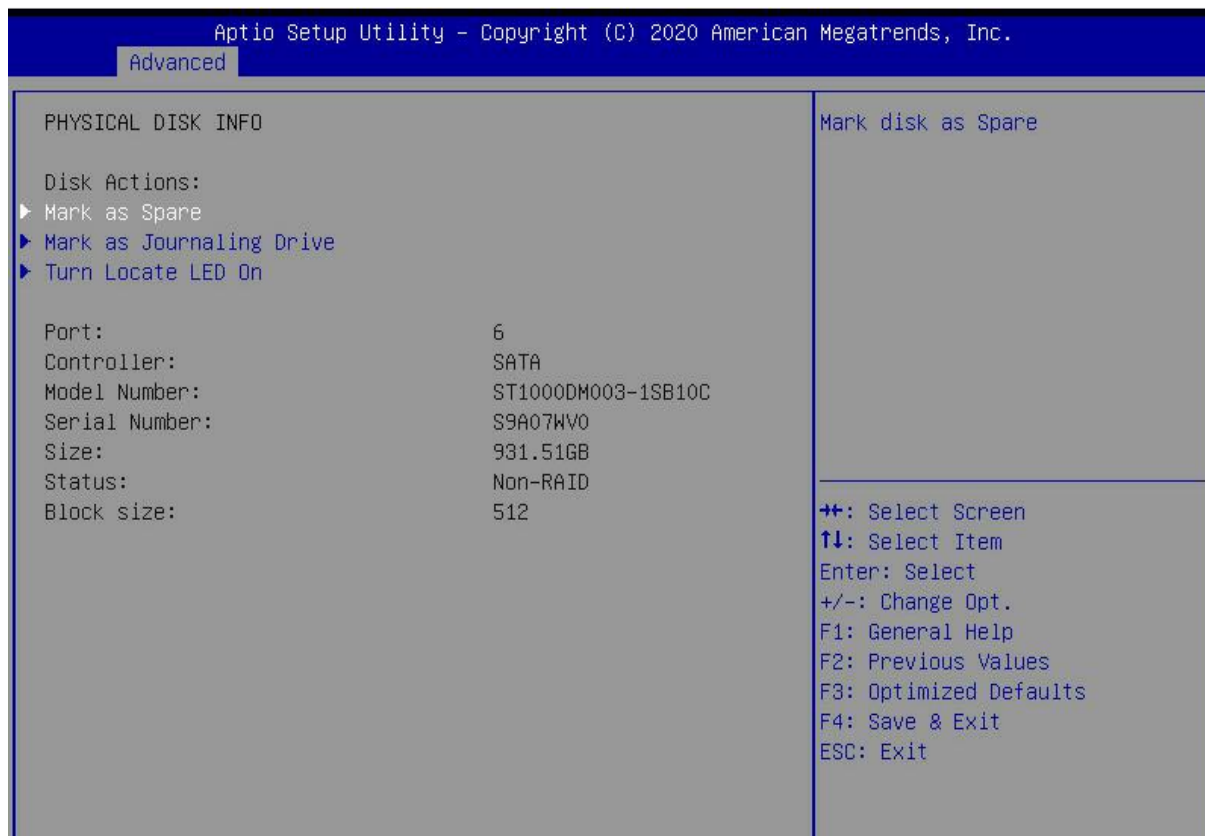 Aptio Setup Utility – Copyright (C) 2020 American Megatrends, Inc.
Advanced
PHYSICAL DISK INFO
Disk Actions:
Mark as Spare
Mark as Journaling Drive
Turn Locate LED On
Port: 6
Controller: SATA
Model Number: ST1000DM003-1SB10C
Serial Number: S9A07WV0
Size: 931.51GB
Status: Non-RAID
Block size: 512
Mark disk as Spare
→←: Select Screen
↑↓: Select Item
Enter: Select
+/-: Change Opt.
F1: General Help
F2: Previous Values
F3: Optimized Defaults
F4: Save & Exit
ESC: Exit